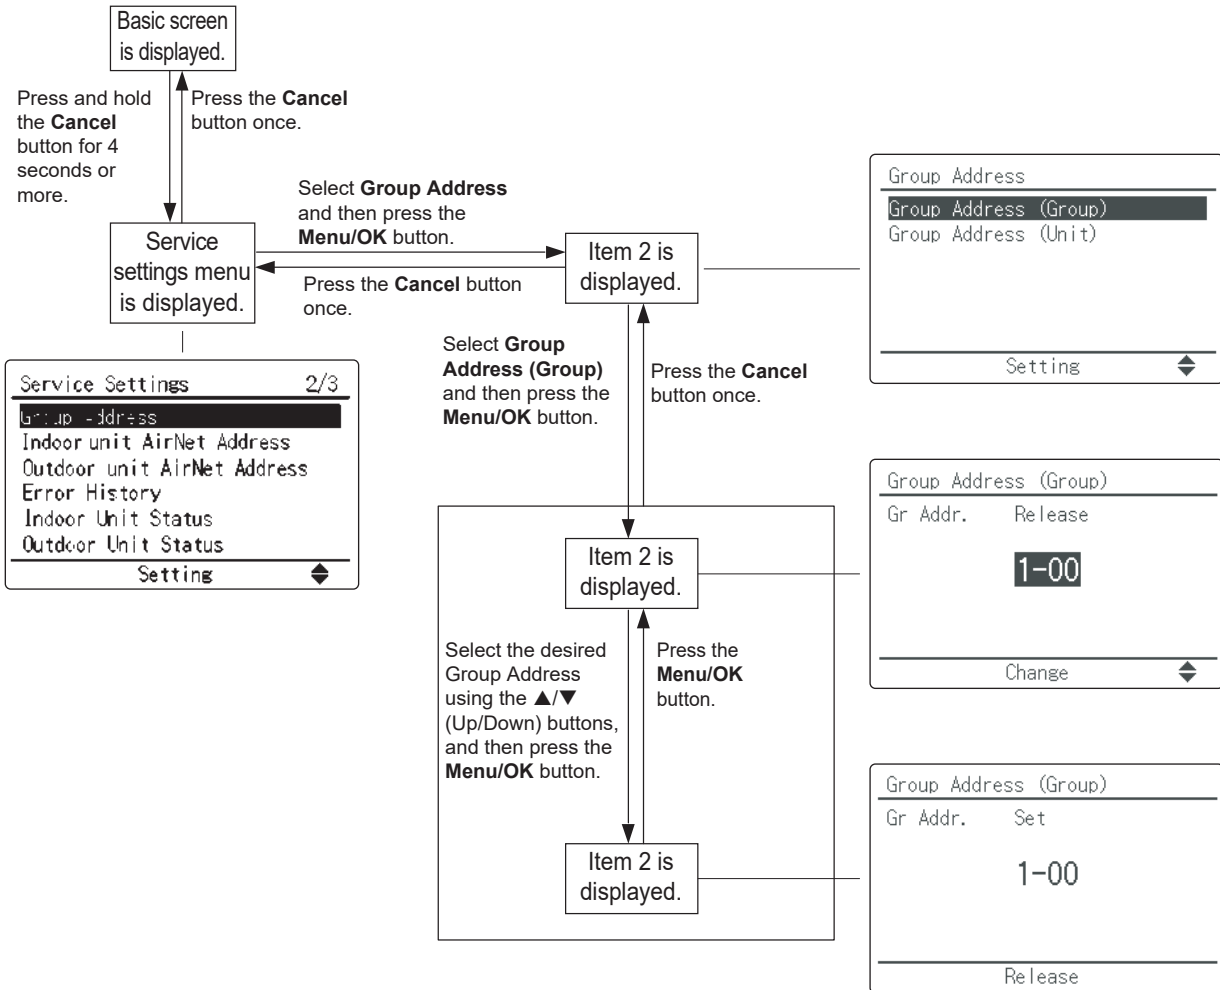 Basic screen
is displayed.
Press and hold
the Cancel
button for 4
seconds or
more.
Press the Cancel
button once.
Service
settings menu
is displayed.
Select Group Address
and then press the
Menu/OK button.
Press the Cancel button
once.
Item 2 is
displayed.
Group Address
Group Address (Group)
Group Address (Unit)
Setting
Service Settings 2/3
Indoor unit AirNet Address
Outdoor unit AirNet Address
Error History
Indoor Unit Status
Outdoor Unit Status
Setting
Select Group
Address (Group)
and then press the
Menu/OK button.
Press the Cancel
button once.
Item 2 is
displayed.
Group Address (Group)
Gr Addr. Release
1-00
Change
Select the desired
Group Address
using the ▲/▼
(Up/Down) buttons,
and then press the
Menu/OK button.
Press the
Menu/OK
button.
Item 2 is
displayed.
Group Address (Group)
Gr Addr. Set
1-00
Release